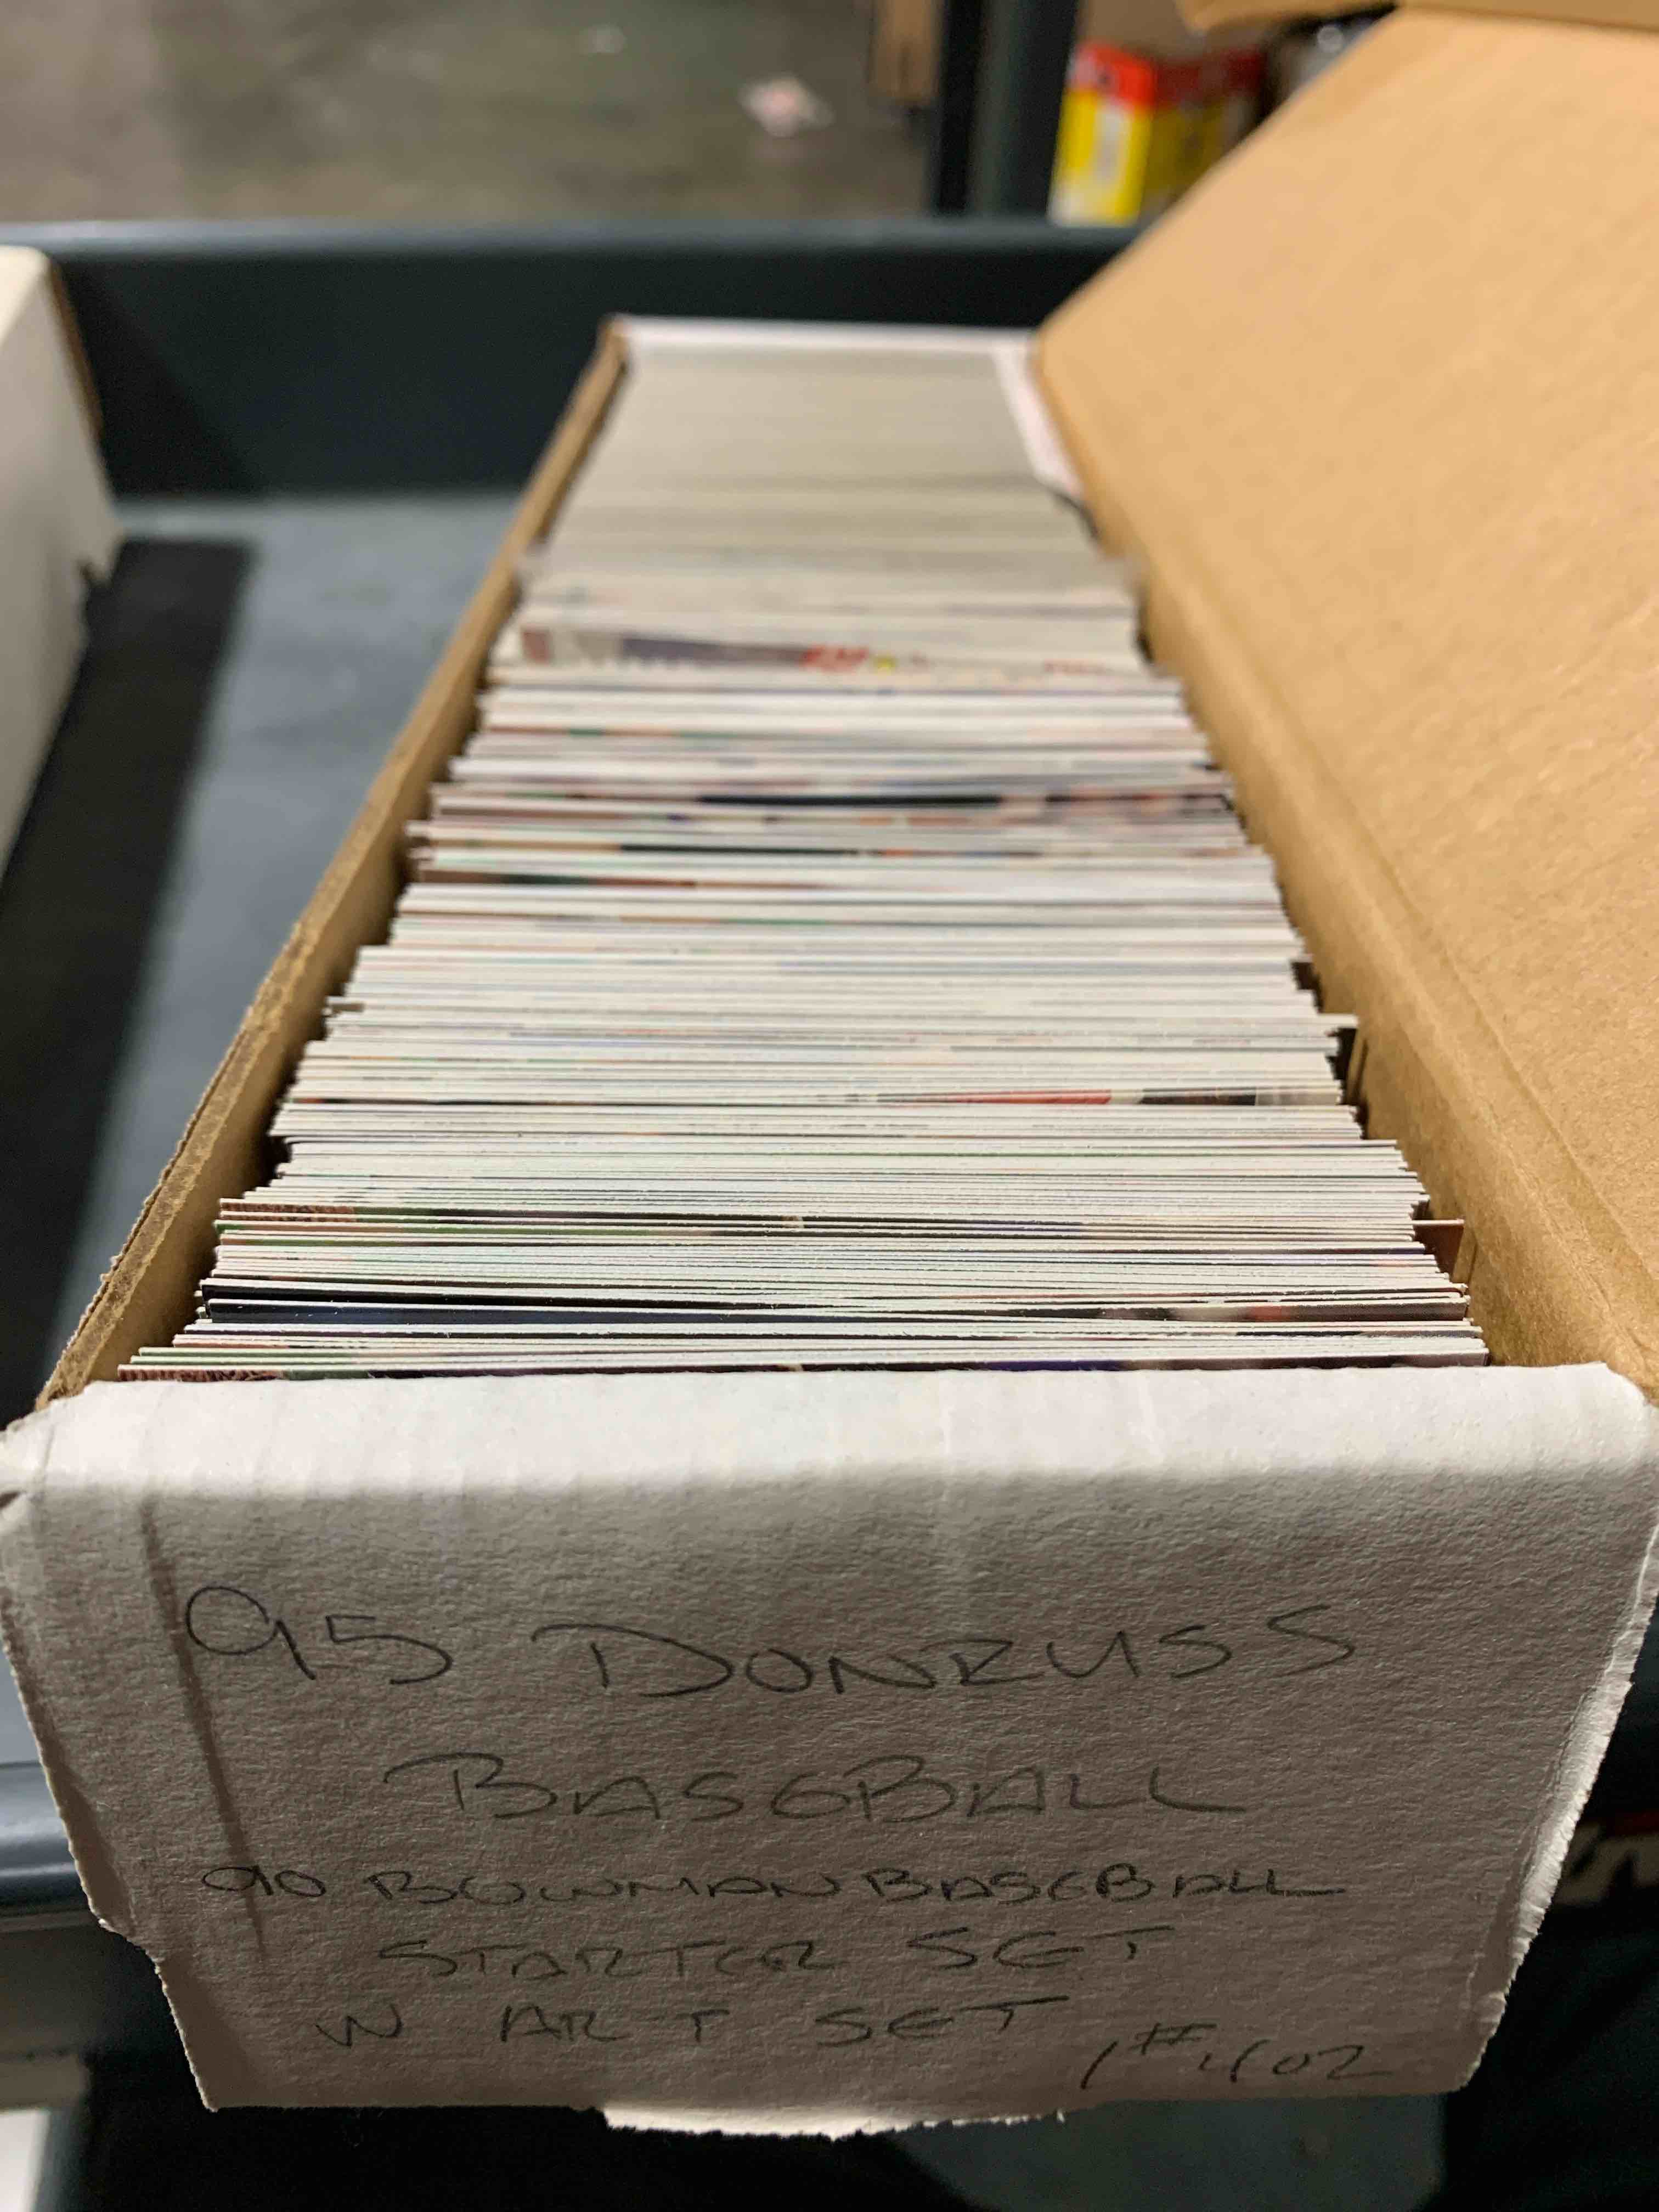 95 DONRUSS
BASEBALL
90 BOWMAN BASEBALL
STARTER SET
W ART SET
#402